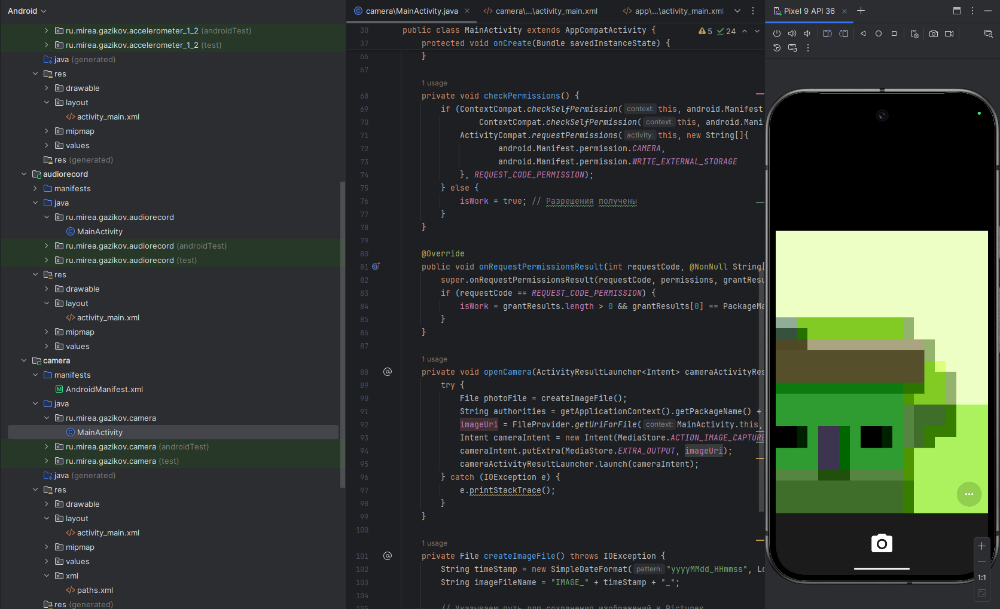 Android
ru.mirea.gazikov.accelerometer_1_2 (androidTest)
ru.mirea.gazikov.accelerometer_1_2 (test)
java (generated)
res
drawable
layout
activity_main.xml
mipmap
values
res (generated)
audiorecord
manifests
java
ru.mirea.gazikov.audiorecord
MainActivity
ru.mirea.gazikov.audiorecord (androidTest)
ru.mirea.gazikov.audiorecord (test)
res
drawable
layout
activity_main.xml
mipmap
values
camera
manifests
AndroidManifest.xml
java
ru.mirea.gazikov.camera
MainActivity
ru.mirea.gazikov.camera (androidTest)
ru.mirea.gazikov.camera (test)
java (generated)
res
drawable
layout
activity_main.xml
mipmap
values
xml
paths.xml
res (generated)
camera\MainActivity.java camera\...\activity_main.xml app\...\activity_main.xml
30 public class MainActivity extends AppCompatActivity { 5 24
37 protected void onCreate(Bundle savedInstanceState) {
66 }
67
1 usage
68 private void checkPermissions() {
69 if (ContextCompat.checkSelfPermission( context: this, android.Manifest
70 ContextCompat.checkSelfPermission( context: this, android.Mani
71 ActivityCompat.requestPermissions( activity: this, new String[]{
72 android.Manifest.permission.CAMERA,
73 android.Manifest.permission.WRITE_EXTERNAL_STORAGE
74 }, REQUEST_CODE_PERMISSION);
75 } else {
76 isWork = true; // Разрешения получены
77 }
78 }
79
80 @Override
81 public void onRequestPermissionsResult(int requestCode, @NonNull String[
82 super.onRequestPermissionsResult(requestCode, permissions, grantResu
83 if (requestCode == REQUEST_CODE_PERMISSION) {
84 isWork = grantResults.length > 0 && grantResults[0] == PackageMa
85 }
86 }
87
1 usage
88 private void openCamera(ActivityResultLauncher<Intent> cameraActivityRes
89 try {
90 File photoFile = createImageFile();
91 String authorities = getApplicationContext().getPackageName() +
92 imageUri = FileProvider.getUriForFile( context: MainActivity.this,
93 Intent cameraIntent = new Intent(MediaStore.ACTION_IMAGE_CAPTURE
94 cameraIntent.putExtra(MediaStore.EXTRA_OUTPUT, imageUri);
95 cameraActivityResultLauncher.launch(cameraIntent);
96 } catch (IOException e) {
97 e.printStackTrace();
98 }
99 }
100
1 usage
101 private File createImageFile() throws IOException {
102 String timeStamp = new SimpleDateFormat( pattern: "yyyyMMdd_HHmmss", Lo
103 String imageFileName = "IMAGE_" + timeStamp + "_";
104
105 // Указываем путь для сохранения изображений в Pictures
Pixel 9 API 36
1:1